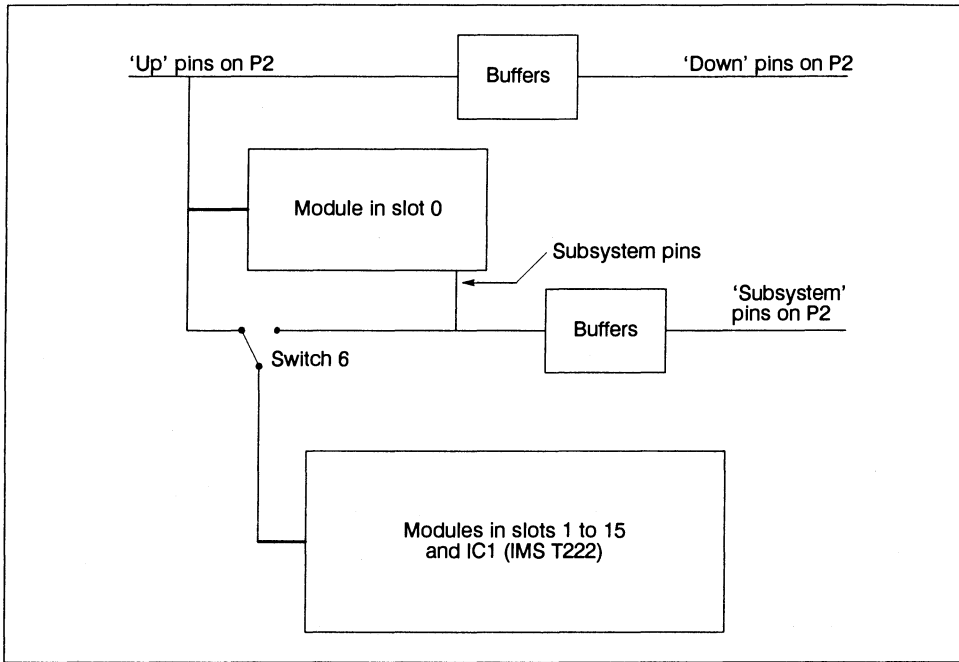 ‘Up’ pins on P2
Buffers
‘Down’ pins on P2
Module in slot 0
Subsystem pins
‘Subsystem’
pins on P2
Buffers
Switch 6
Modules in slots 1 to 15
and IC1 (IMS T222)